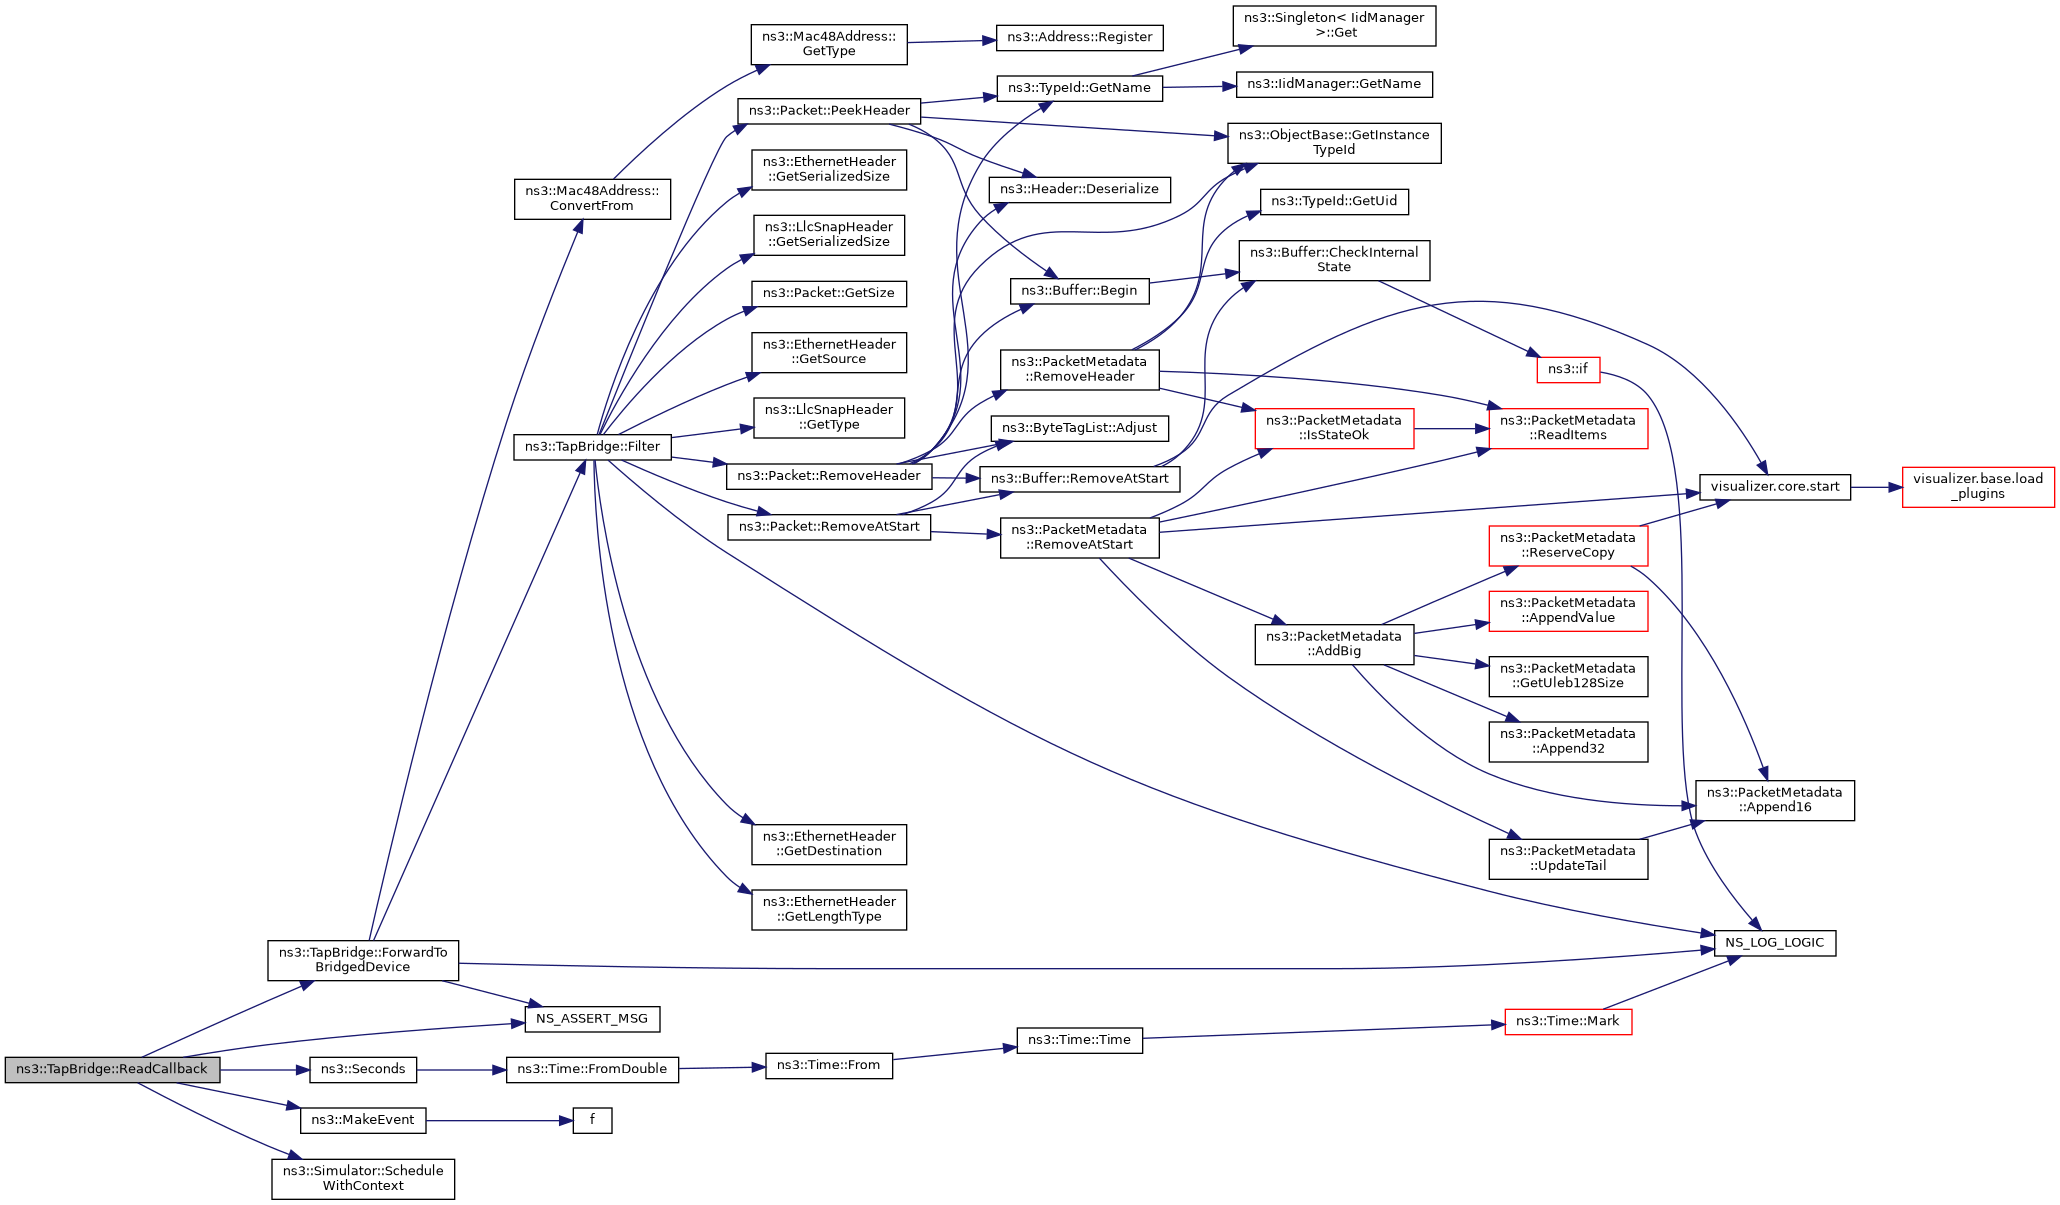 ns3::TapBridge::ReadCallback
ns3::TapBridge::ForwardTo
BridgedDevice
NS_ASSERT_MSG
ns3::Seconds
ns3::MakeEvent
ns3::Simulator::Schedule
WithContext
ns3::Mac48Address::
ConvertFrom
ns3::TapBridge::Filter
ns3::Time::FromDouble
f
ns3::Mac48Address::
GetType
ns3::Packet::PeekHeader
ns3::EthernetHeader
::GetSerializedSize
ns3::LlcSnapHeader
::GetSerializedSize
ns3::Packet::GetSize
ns3::EthernetHeader
::GetSource
ns3::LlcSnapHeader
::GetType
ns3::Packet::RemoveHeader
ns3::Packet::RemoveAtStart
ns3::EthernetHeader
::GetDestination
ns3::EthernetHeader
::GetLengthType
ns3::Time::From
ns3::Address::Register
ns3::TypeId::GetName
ns3::Header::Deserialize
ns3::Buffer::Begin
ns3::PacketMetadata
::RemoveHeader
ns3::ByteTagList::Adjust
ns3::Buffer::RemoveAtStart
ns3::PacketMetadata
::RemoveAtStart
ns3::Time::Time
ns3::Singleton< IidManager
>::Get
ns3::IidManager::GetName
ns3::ObjectBase::GetInstance
TypeId
ns3::TypeId::GetUid
ns3::Buffer::CheckInternal
State
ns3::PacketMetadata
::IsStateOk
ns3::PacketMetadata
::AddBig
ns3::if
ns3::PacketMetadata
::ReadItems
ns3::PacketMetadata
::ReserveCopy
ns3::PacketMetadata
::AppendValue
ns3::PacketMetadata
::GetUleb128Size
ns3::PacketMetadata
::Append32
ns3::PacketMetadata
::UpdateTail
ns3::Time::Mark
visualizer.core.start
ns3::PacketMetadata
::Append16
NS_LOG_LOGIC
visualizer.base.load
_plugins